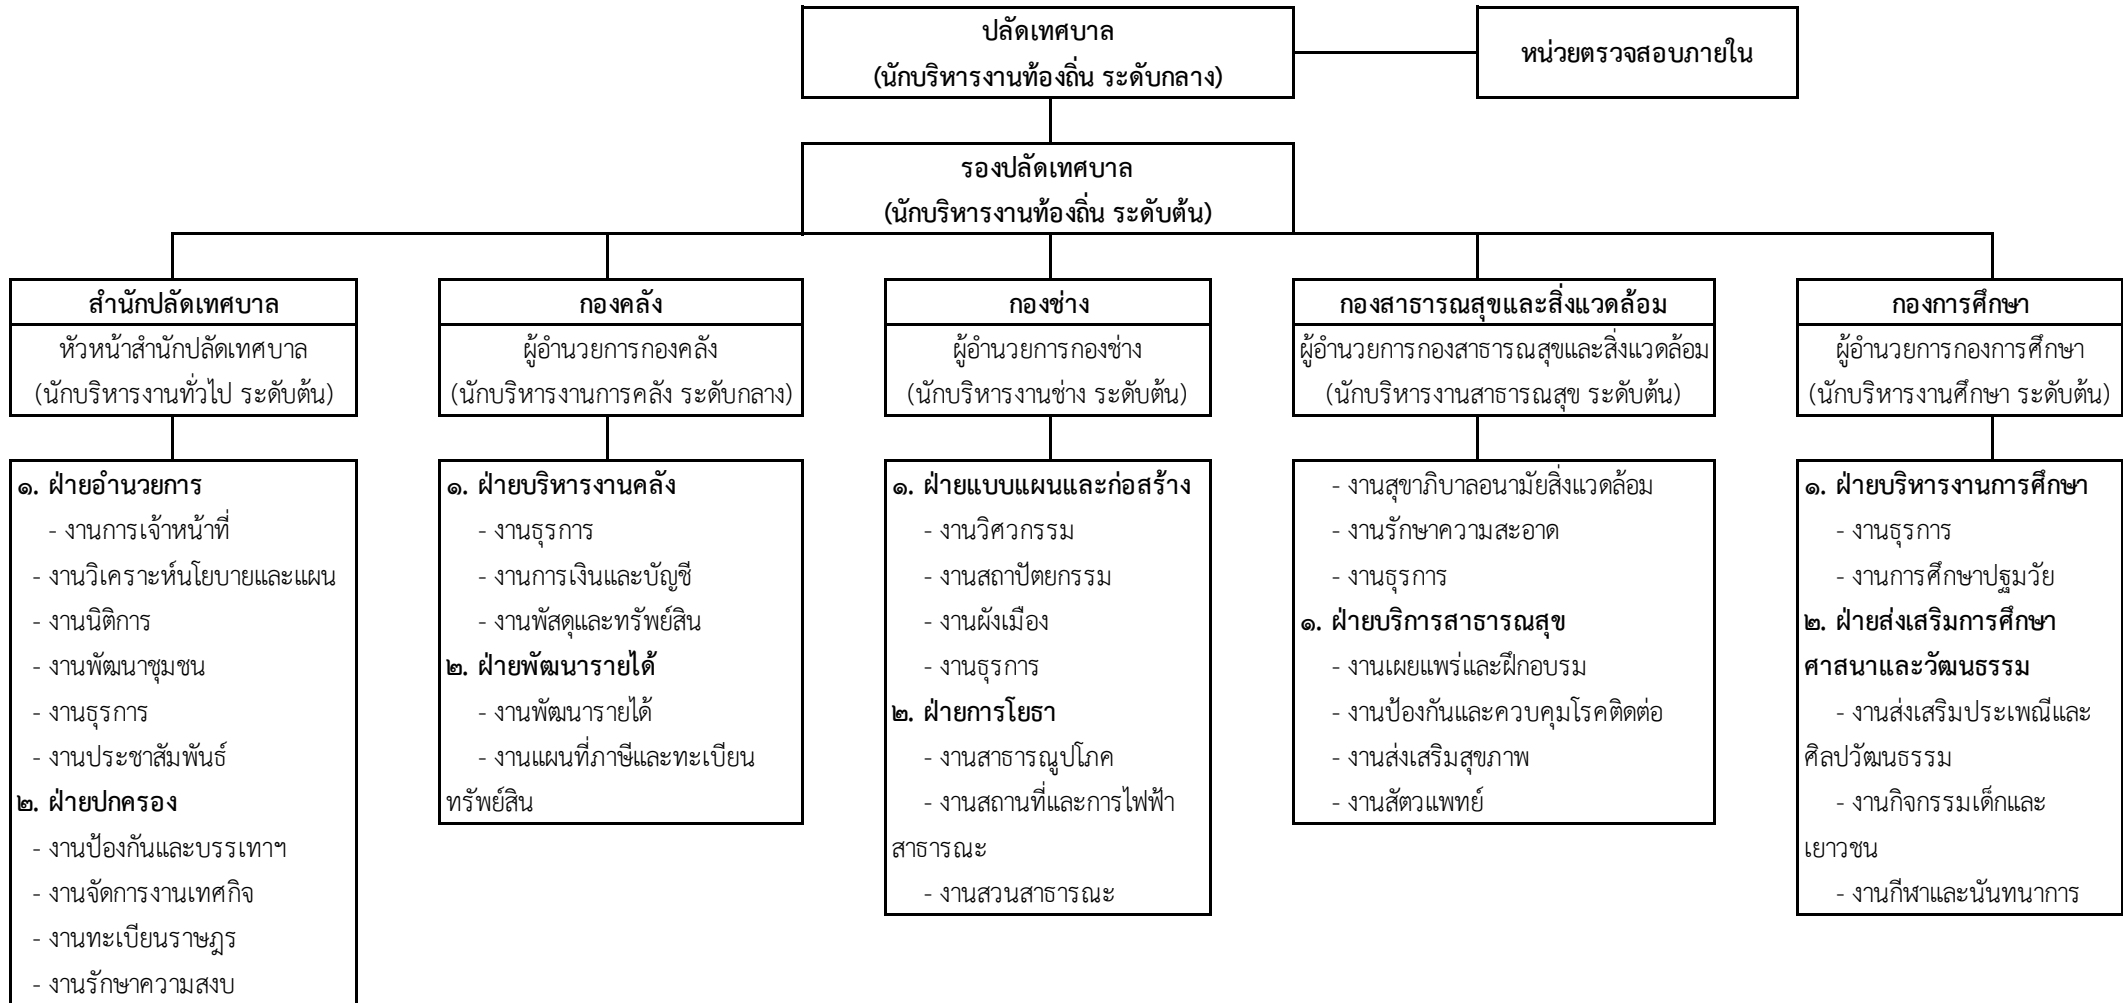 ปลัดเทศบาล
(นักบริหารงานท้องถิ่น ระดับกลาง)
หน่วยตรวจสอบภายใน
รองปลัดเทศบาล
(นักบริหารงานท้องถิ่น ระดับต้น)
สำนักปลัดเทศบาล
หัวหน้าสำนักปลัดเทศบาล
(นักบริหารงานทั่วไป ระดับต้น)
๑. ฝ่ายอำนวยการ
- งานการเจ้าหน้าที่
- งานวิเคราะห์นโยบายและแผน
- งานนิติการ
- งานพัฒนาชุมชน
- งานธุรการ
- งานประชาสัมพันธ์
๒. ฝ่ายปกครอง
- งานป้องกันและบรรเทาฯ
- งานจัดการงานเทศกิจ
- งานทะเบียนราษฎร
- งานรักษาความสงบ
กองคลัง
ผู้อำนวยการกองคลัง
(นักบริหารงานการคลัง ระดับกลาง)
๑. ฝ่ายบริหารงานคลัง
- งานธุรการ
- งานการเงินและบัญชี
- งานพัสดุและทรัพย์สิน
๒. ฝ่ายพัฒนารายได้
- งานพัฒนารายได้
- งานแผนที่ภาษีและทะเบียน
ทรัพย์สิน
กองช่าง
ผู้อำนวยการกองช่าง
(นักบริหารงานช่าง ระดับต้น)
๑. ฝ่ายแบบแผนและก่อสร้าง
- งานวิศวกรรม
- งานสถาปัตยกรรม
- งานผังเมือง
- งานธุรการ
๒. ฝ่ายการโยธา
- งานสาธารณูปโภค
- งานสถานที่และการไฟฟ้า
สาธารณะ
- งานสวนสาธารณะ
กองสาธารณสุขและสิ่งแวดล้อม
ผู้อำนวยการกองสาธารณสุขและสิ่งแวดล้อม
(นักบริหารงานสาธารณสุข ระดับต้น)
- งานสุขาภิบาลอนามัยสิ่งแวดล้อม
- งานรักษาความสะอาด
- งานธุรการ
๑. ฝ่ายบริการสาธารณสุข
- งานเผยแพร่และฝึกอบรม
- งานป้องกันและควบคุมโรคติดต่อ
- งานส่งเสริมสุขภาพ
- งานสัตวแพทย์
กองการศึกษา
ผู้อำนวยการกองการศึกษา
(นักบริหารงานศึกษา ระดับต้น)
๑. ฝ่ายบริหารงานการศึกษา
- งานธุรการ
- งานการศึกษาปฐมวัย
๒. ฝ่ายส่งเสริมการศึกษา
ศาสนาและวัฒนธรรม
- งานส่งเสริมประเพณีและ
ศิลปวัฒนธรรม
- งานกิจกรรมเด็กและ
เยาวชน
- งานกีฬาและนันทนาการ